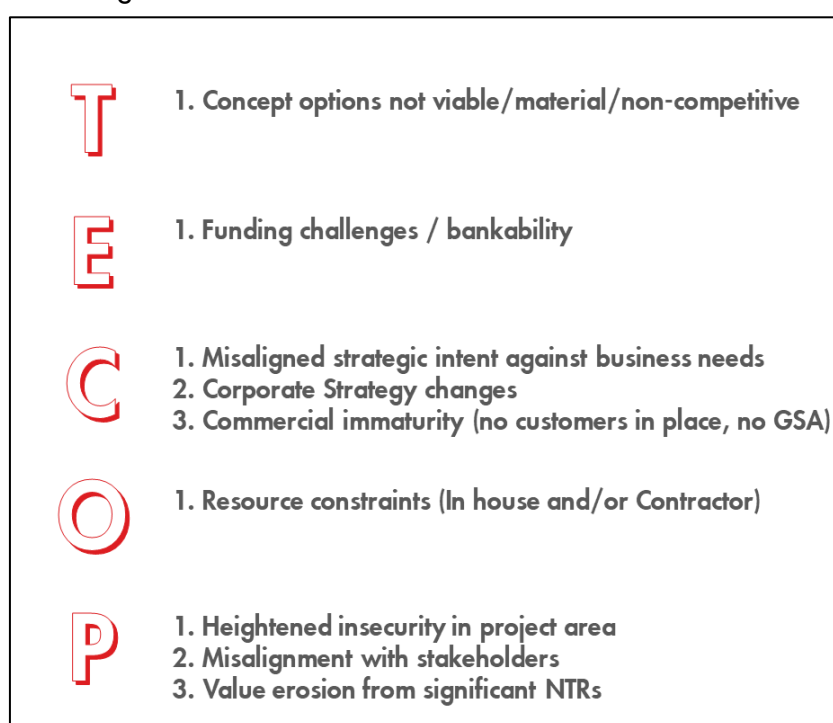 T
1. Concept options not viable/material/non-competitive
E
1. Funding challenges / bankability
C
1. Misaligned strategic intent against business needs
2. Corporate Strategy changes
3. Commercial immaturity (no customers in place, no GSA)
O
1. Resource constraints (In house and/or Contractor)
P
1. Heightened insecurity in project area
2. Misalignment with stakeholders
3. Value erosion from significant NTRs